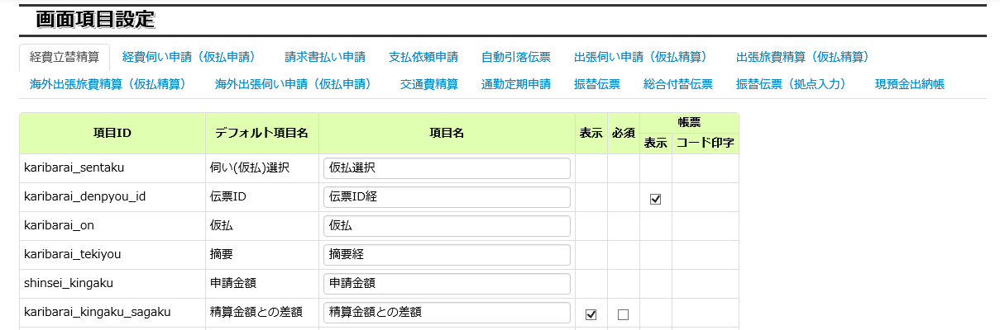 画面項目設定
経費立替精算 経費伺い申請（仮払申請） 請求書払い申請 支払依頼申請 自動引落伝票 出張伺い申請（仮払精算） 出張旅費精算（仮払精算）
海外出張旅費精算（仮払精算） 海外出張伺い申請（仮払申請） 交通費精算 通勤定期申請 振替伝票 総合付替伝票 振替伝票（拠点入力） 現預金出納帳
項目ID デフォルト項目名 項目名 表示 必須 帳票
表示 コード印字
karibarai_sentaku 伺い(仮払)選択 仮払選択
karibarai_denpyou_id 伝票ID 伝票ID経
karibarai_on 仮払 仮払
karibarai_tekiyou 摘要 摘要経
shinsei_kingaku 申請金額 申請金額
karibarai_kingaku_sagaku 精算金額との差額 精算金額との差額